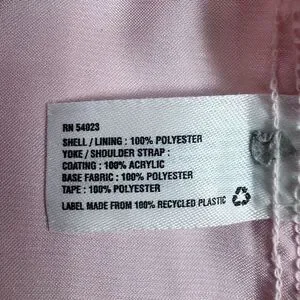 RN 54923
SHELL / LINING : 100% POLYESTER
YOKE / SHOULDER STRAP :
COATING : 100% ACRYLIC
BASE FABRIC : 100% POLYESTER
TAPE : 100% POLYESTER
LABEL MADE FROM 100% RECYCLED PLASTIC